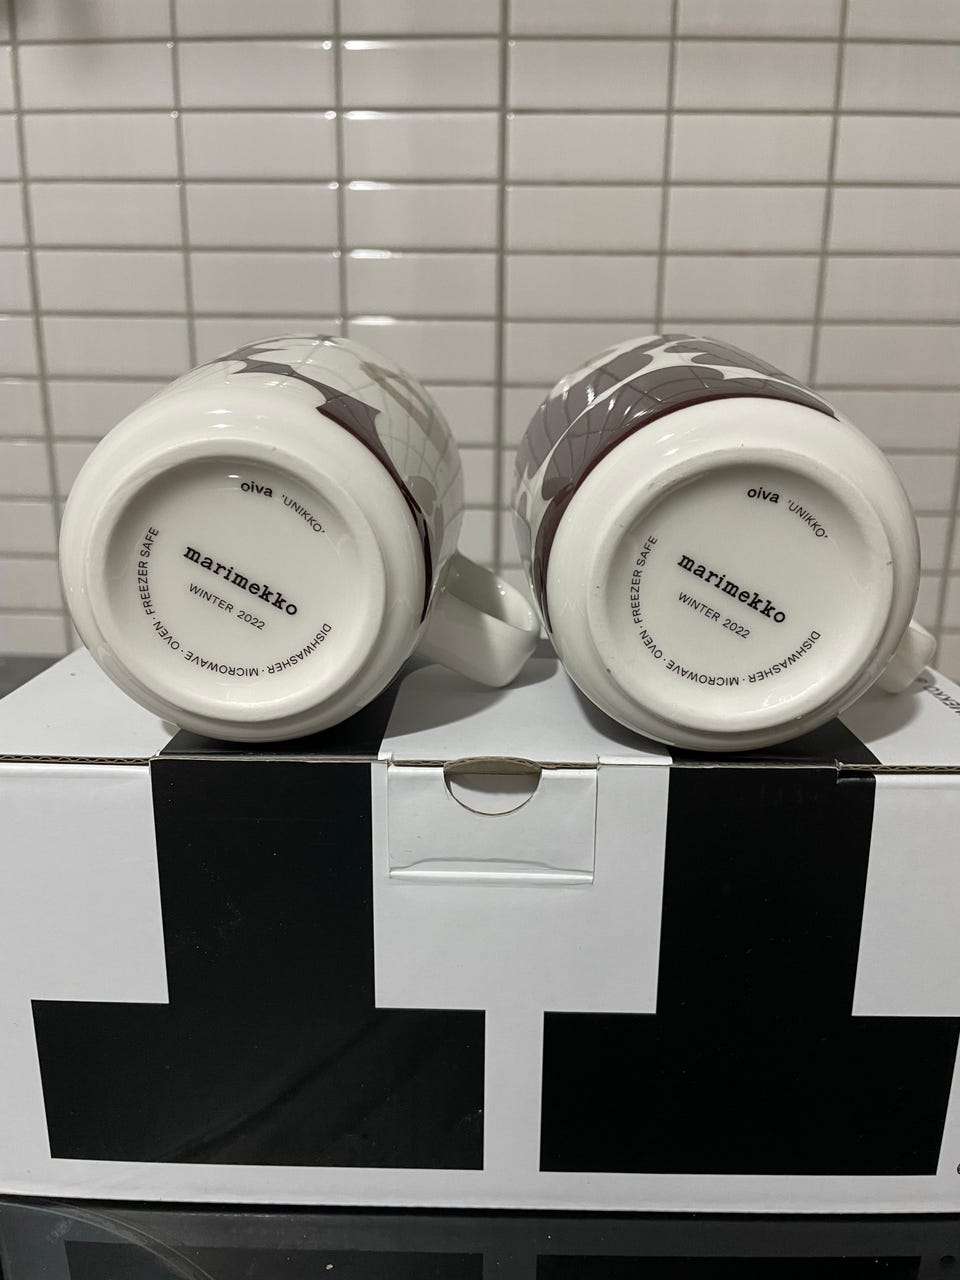 oiva 'UNIKKO'
marimekko
WINTER 2022
DISHWASHER · MICROWAVE · OVEN · FREEZER SAFE
oiva 'UNIKKO'
marimekko
WINTER 2022
DISHWASHER · MICROWAVE · OVEN · FREEZER SAFE